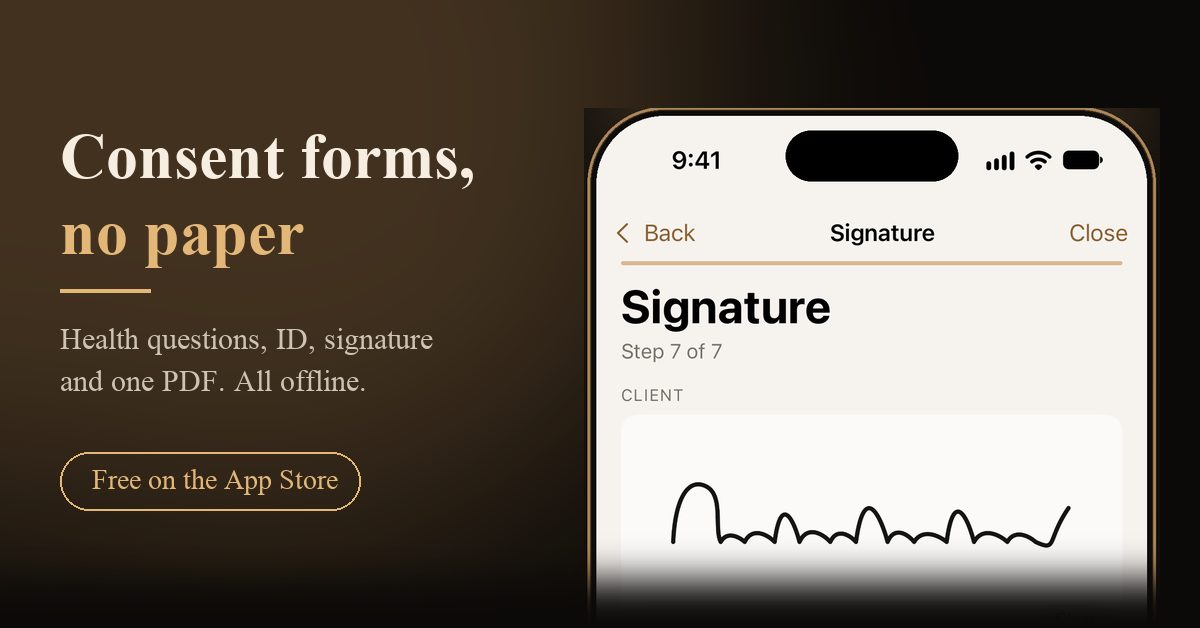 Consent forms,
no paper
Health questions, ID, signature
and one PDF. All offline.
Free on the App Store
9:41
Back
Signature
Close
Signature
Step 7 of 7
CLIENT